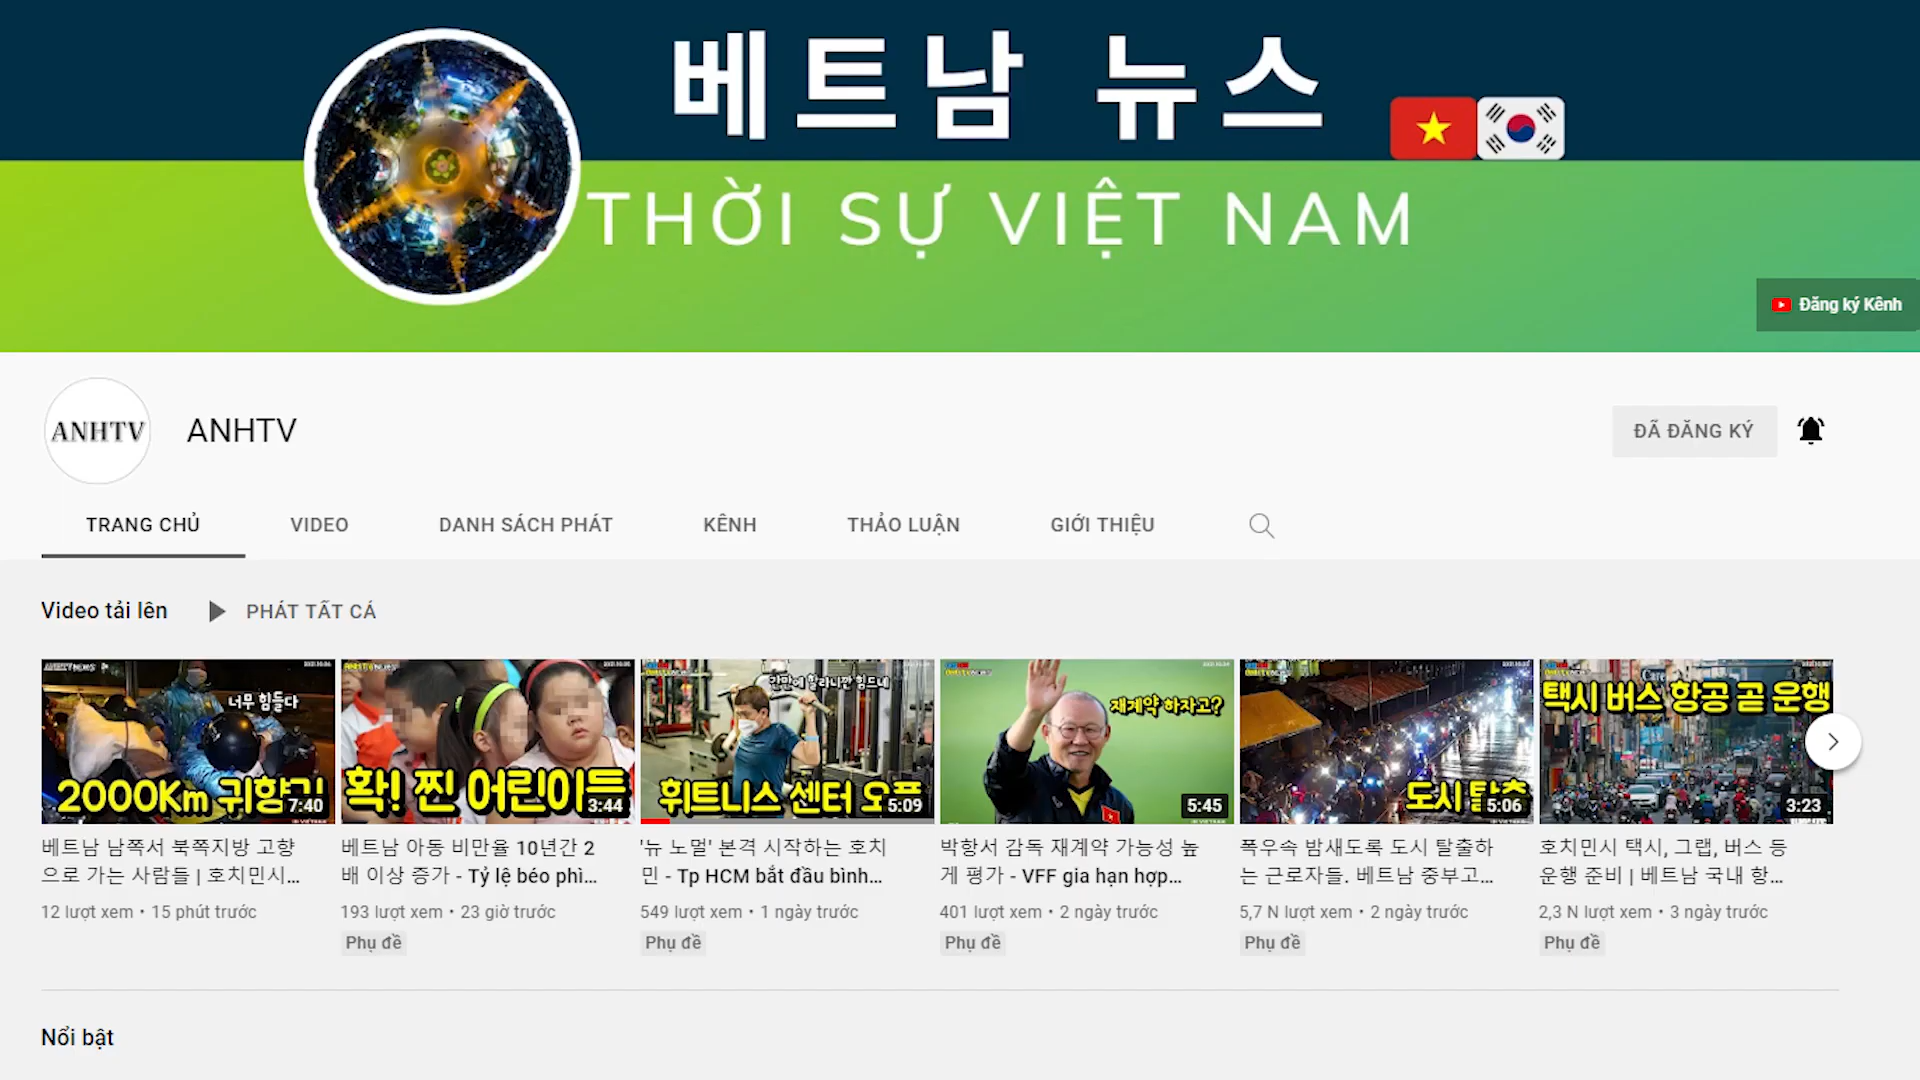 베트남 뉴스
THỜI SỰ VIỆT NAM
Đăng ký Kênh
ANHTV
ANHTV
ĐÃ ĐĂNG KÝ
TRANG CHỦ
VIDEO
DANH SÁCH PHÁT
KÊNH
THẢO LUẬN
GIỚI THIỆU
Video tải lên
PHÁT TẤT CẢ
너무 힘들다
2000Km 귀향기
7:40
베트남 남쪽서 북쪽지방 고향
으로 가는 사람들 | 호치민시...
12 lượt xem • 15 phút trước
확! 찐 어린이들
3:44
베트남 아동 비만율 10년간 2
배 이상 증가 - Tỷ lệ béo phì...
193 lượt xem • 23 giờ trước
Phụ đề
간만에 할라니깐 힘드네
휘트니스 센터 오픈
5:09
'뉴 노멀' 본격 시작하는 호치
민 - Tp HCM bắt đầu bình...
549 lượt xem • 1 ngày trước
Phụ đề
재계약 하자고?
5:45
박항서 감독 재계약 가능성 높
게 평가 - VFF gia hạn hợp...
401 lượt xem • 2 ngày trước
Phụ đề
도시 탈출
5:06
폭우속 밤새도록 도시 탈출하
는 근로자들. 베트남 중부고...
5,7 N lượt xem • 2 ngày trước
Phụ đề
택시 버스 항공 곧 운행
3:23
호치민시 택시, 그랩, 버스 등
운행 준비 | 베트남 국내 항...
2,3 N lượt xem • 3 ngày trước
Phụ đề
Nổi bật